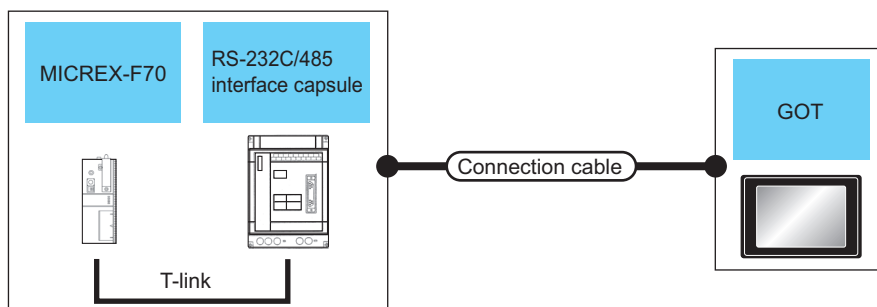 MICREX-F70
RS-232C/485
interface capsule
GOT
Connection cable
T-link